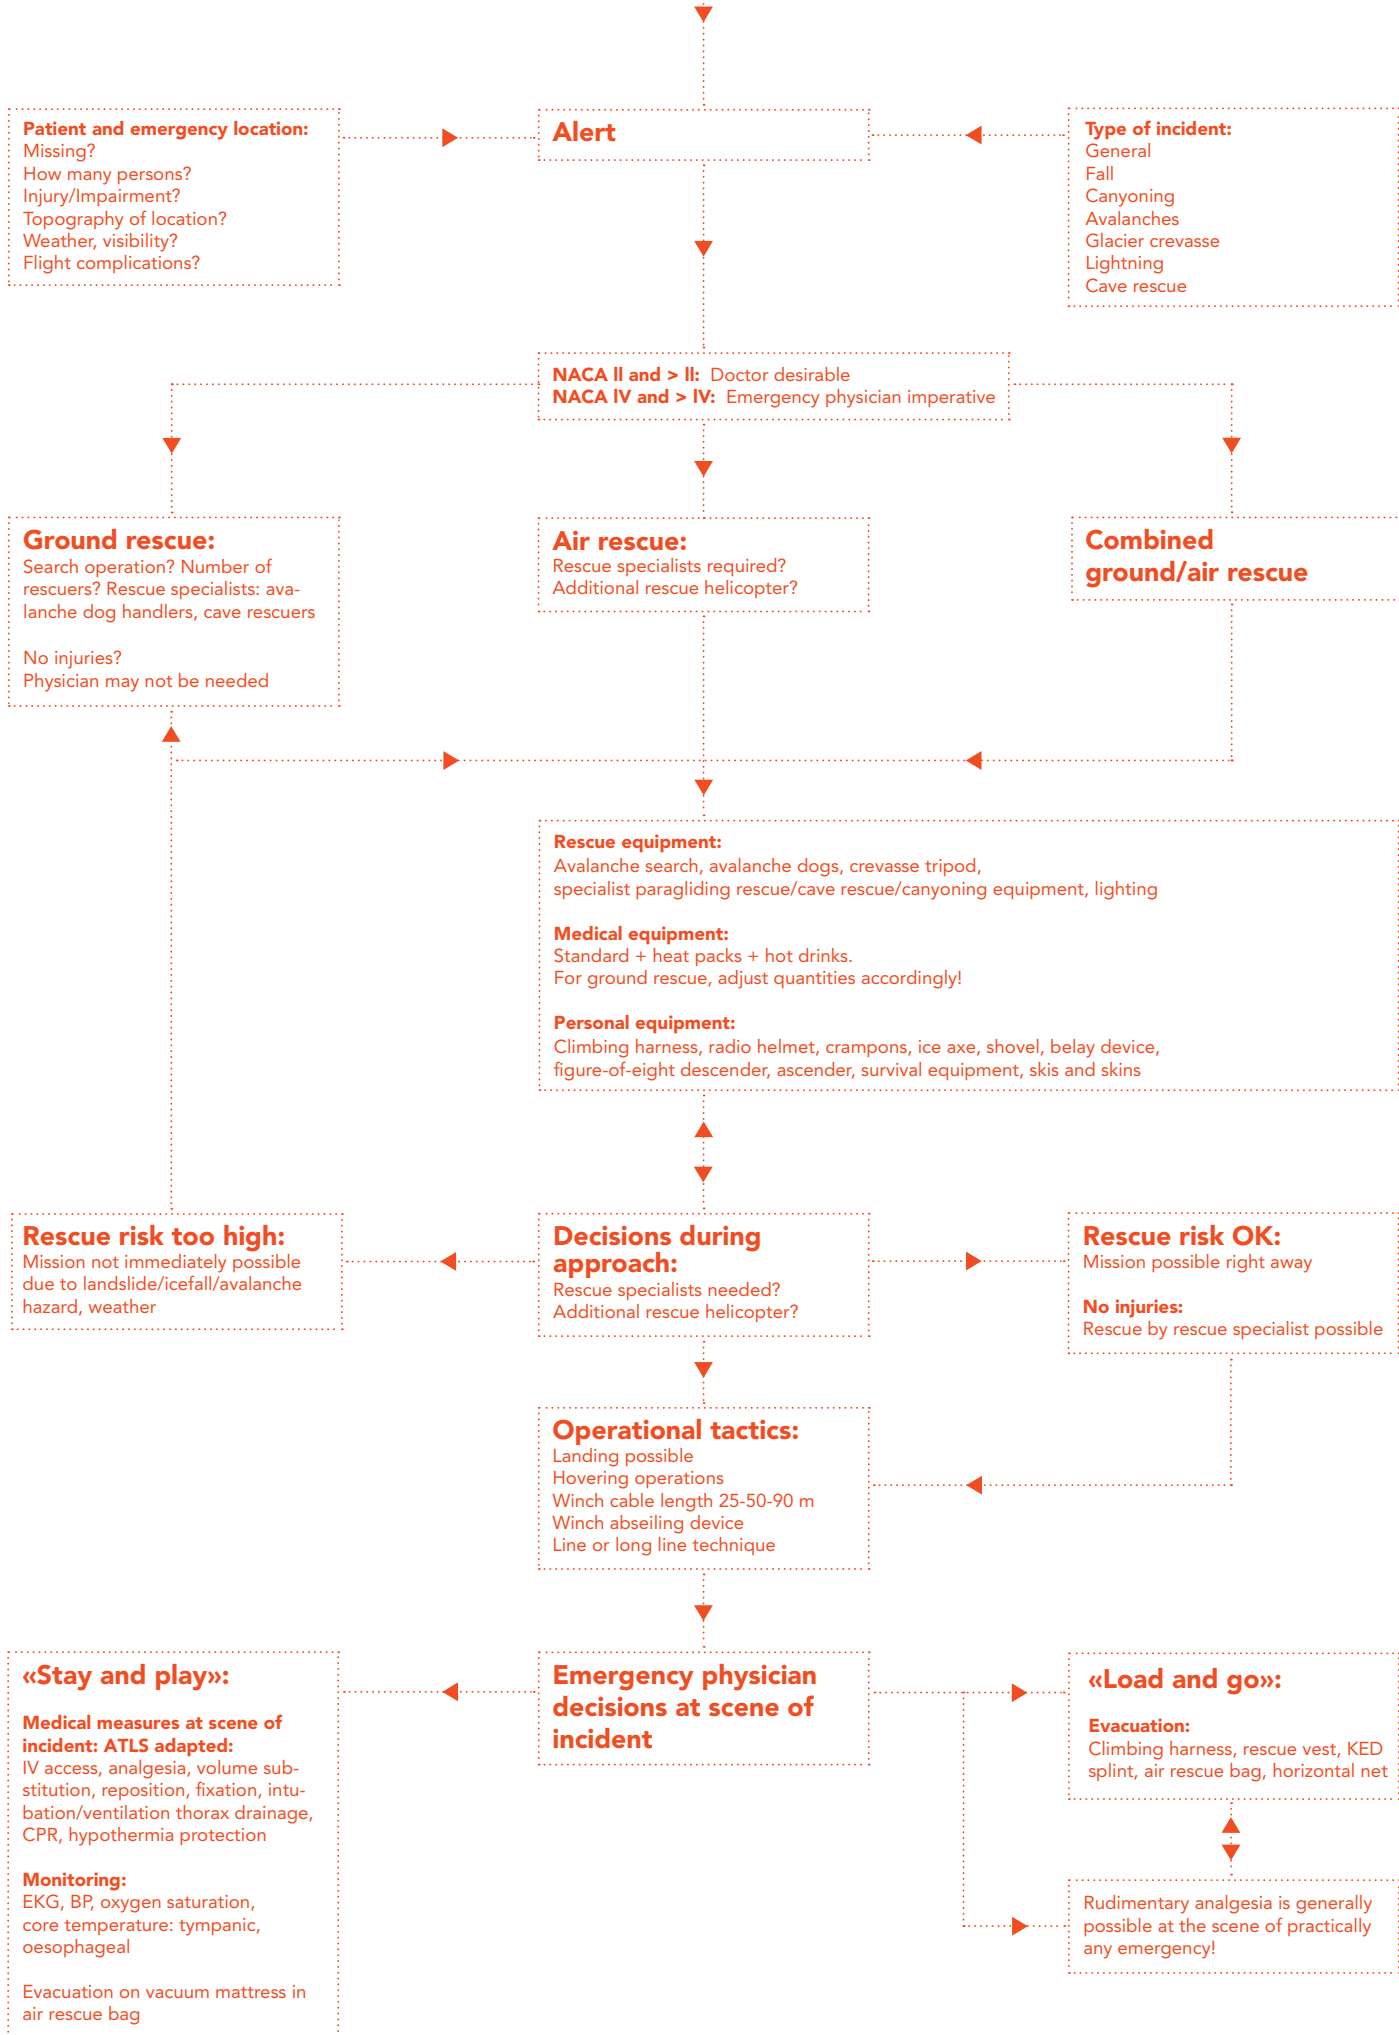 Patient and emergency location:
Missing?
How many persons?
Injury/Impairment?
Topography of location?
Weather, visibility?
Flight complications?
Alert
Type of incident:
General
Fall
Canyoning
Avalanches
Glacier crevasse
Lightning
Cave rescue
NACA ll and > ll: Doctor desirable
NACA lV and > lV: Emergency physician imperative
Ground rescue:
Search operation? Number of
rescuers? Rescue specialists: ava-
lanche dog handlers, cave rescuers
No injuries?
Physician may not be needed
Air rescue:
Rescue specialists required?
Additional rescue helicopter?
Combined
ground/air rescue
Rescue equipment:
Avalanche search, avalanche dogs, crevasse tripod,
specialist paragliding rescue/cave rescue/canyoning equipment, lighting
Medical equipment:
Standard + heat packs + hot drinks.
For ground rescue, adjust quantities accordingly!
Personal equipment:
Climbing harness, radio helmet, crampons, ice axe, shovel, belay device,
figure-of-eight descender, ascender, survival equipment, skis and skins
Rescue risk too high:
Mission not immediately possible
due to landslide/icefall/avalanche
hazard, weather
Decisions during
approach:
Rescue specialists needed?
Additional rescue helicopter?
Rescue risk OK:
Mission possible right away
No injuries:
Rescue by rescue specialist possible
Operational tactics:
Landing possible
Hovering operations
Winch cable length 25-50-90 m
Winch abseiling device
Line or long line technique
«Stay and play»:
Medical measures at scene of
incident: ATLS adapted:
IV access, analgesia, volume sub-
stitution, reposition, fixation, intu-
bation/ventilation thorax drainage,
CPR, hypothermia protection
Monitoring:
EKG, BP, oxygen saturation,
core temperature: tympanic,
oesophageal
Evacuation on vacuum mattress in
air rescue bag
Emergency physician
decisions at scene of
incident
«Load and go»:
Evacuation:
Climbing harness, rescue vest, KED
splint, air rescue bag, horizontal net
Rudimentary analgesia is generally
possible at the scene of practically
any emergency!